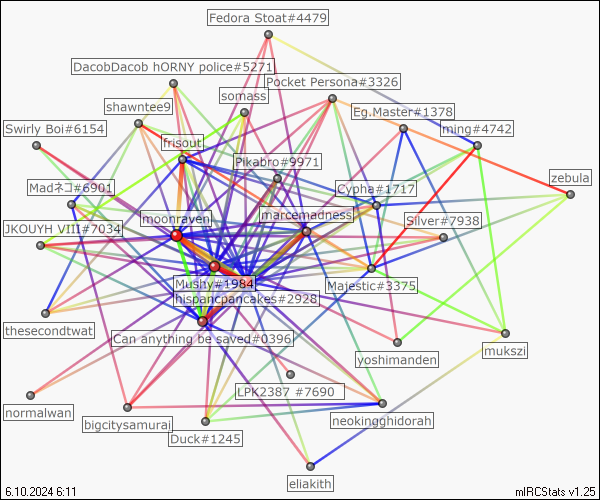 Fedora Stoat#4479
DacobDacob hORNY police#5271
Pocket Persona#3326
shawntee9
somass
Eg.Master#1378
Swirly Boi#6154
frisout
ming#4742
Pikabro#9971
zebula
Madネコ#6901
Cypha#1717
moonraven
marcemadness
Silver#7938
JKOUYH VIII#7034
Mushy#1984
Majestic#3375
hispancpancakes#2928
thesecondtwat
Can anything be saved#0396
yoshimanden
mukszi
LPK2387 #7690
normalwan
bigcitysamurai
neokingghidorah
Duck#1245
eliakith
6.10.2024 6:11
mIRCStats v1.25